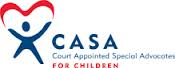 CASA
Court Appointed Special Advocates
FOR CHILDREN